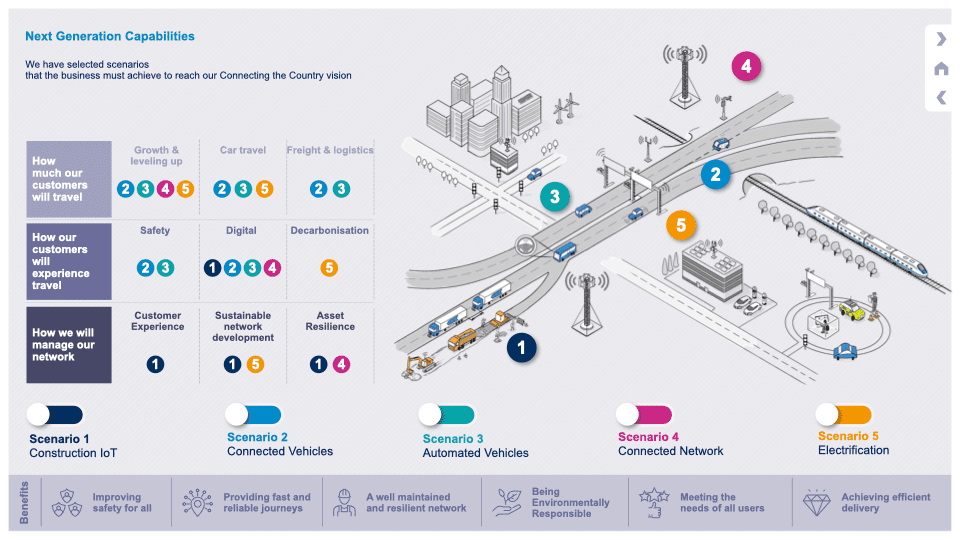 Next Generation Capabilities
We have selected scenarios
that the business must achieve to reach our Connecting the Country vision
How
much our
customers
will travel
Growth &
leveling up
2 3 4 5
Car travel
2 3 5
Freight & logistics
2 3
How our
customers
will
experience
travel
Safety
2 3
Digital
1 2 3 4
Decarbonisation
5
How we will
manage our
network
Customer
Experience
1
Sustainable
network
development
1 5
Asset
Resilience
1 4
4
2
3
5
1
Scenario 1
Construction IoT
Scenario 2
Connected Vehicles
Scenario 3
Automated Vehicles
Scenario 4
Connected Network
Scenario 5
Electrification
Benefits
Improving
safety for all
Providing fast and
reliable journeys
A well maintained
and resilient network
Being
Environmentally
Responsible
Meeting the
needs of all users
Achieving efficient
delivery